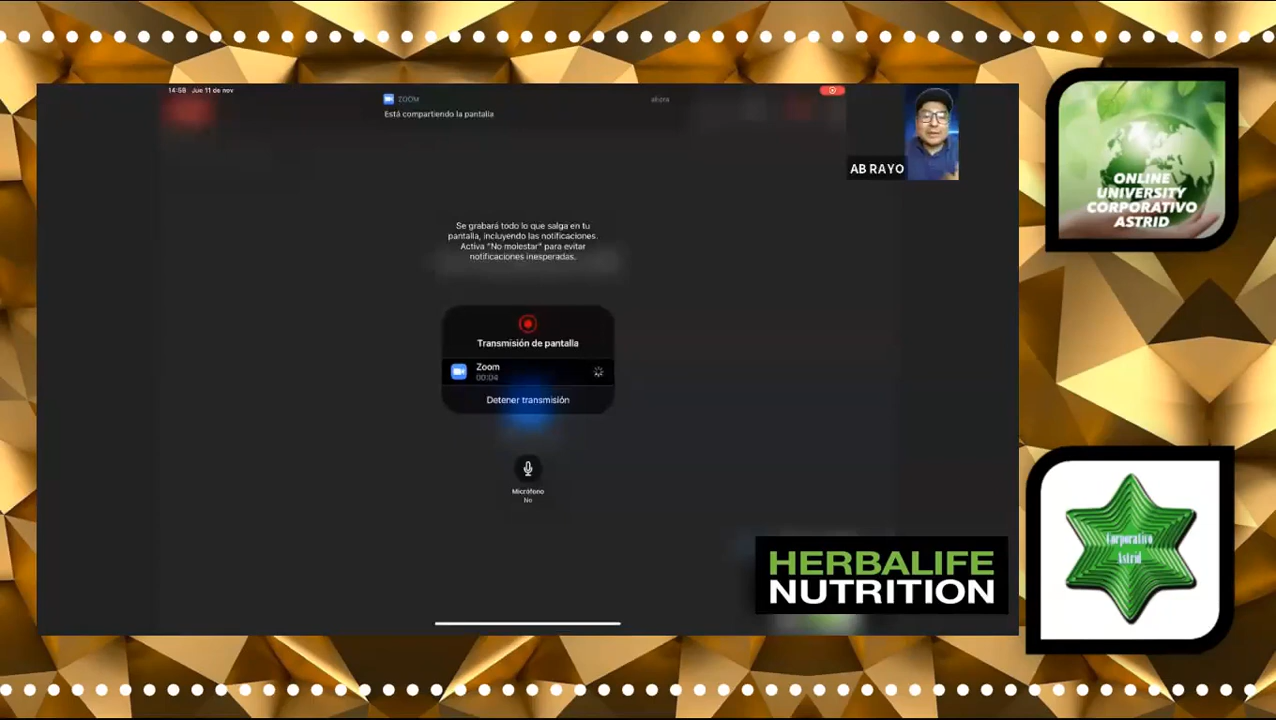 14:58 Jue 11 de nov
ZOOM
ahora
Está compartiendo la pantalla
AB RAYO
Se grabará todo lo que salga en tu
pantalla, incluyendo las notificaciones.
Activa "No molestar" para evitar
notificaciones inesperadas.
Transmisión de pantalla
Zoom
00:04
Detener transmisión
Micrófono
No
HERBALIFE
NUTRITION
ONLINE
UNIVERSITY
CORPORATIVO
ASTRID
Corporativo
Astrid